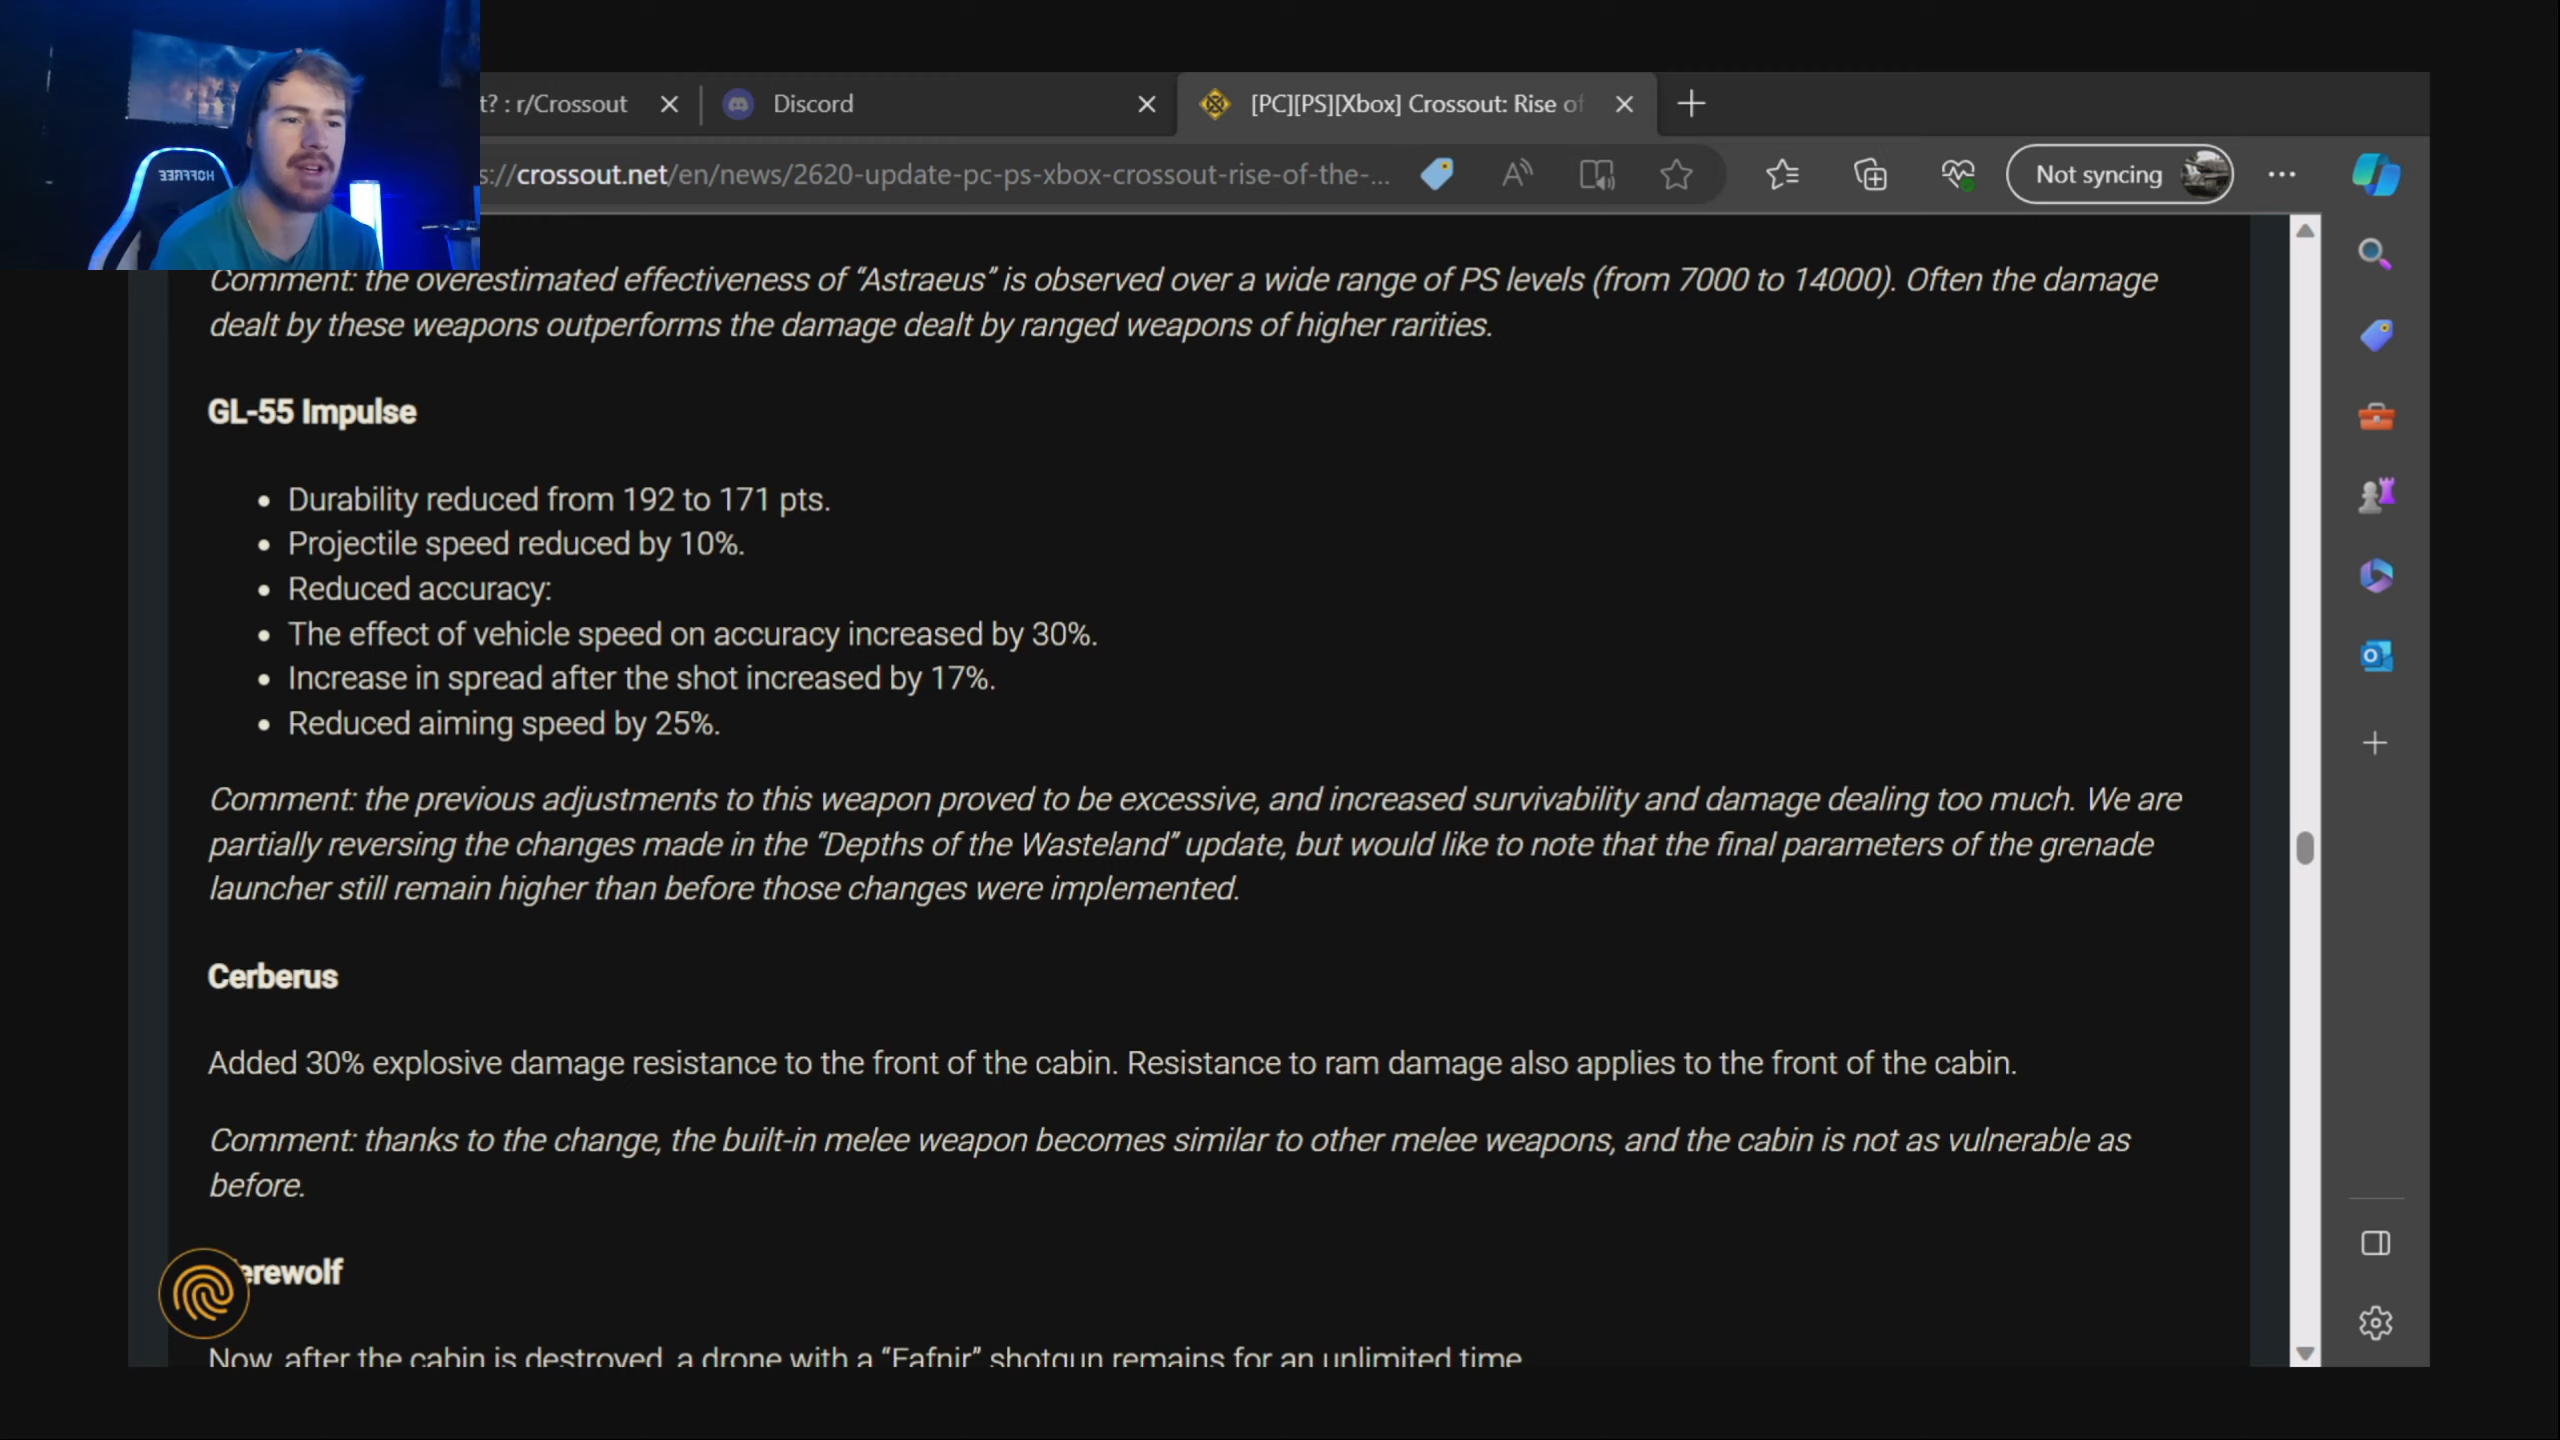 t? : r/Crossout
Discord
[PC][PS][Xbox] Crossout: Rise of
s://crossout.net/en/news/2620-update-pc-ps-xbox-crossout-rise-of-the-...
Not syncing
Comment: the overestimated effectiveness of “Astraeus” is observed over a wide range of PS levels (from 7000 to 14000). Often the damage
dealt by these weapons outperforms the damage dealt by ranged weapons of higher rarities.
GL-55 Impulse
• Durability reduced from 192 to 171 pts.
• Projectile speed reduced by 10%.
• Reduced accuracy:
• The effect of vehicle speed on accuracy increased by 30%.
• Increase in spread after the shot increased by 17%.
• Reduced aiming speed by 25%.
Comment: the previous adjustments to this weapon proved to be excessive, and increased survivability and damage dealing too much. We are
partially reversing the changes made in the “Depths of the Wasteland” update, but would like to note that the final parameters of the grenade
launcher still remain higher than before those changes were implemented.
Cerberus
Added 30% explosive damage resistance to the front of the cabin. Resistance to ram damage also applies to the front of the cabin.
Comment: thanks to the change, the built-in melee weapon becomes similar to other melee weapons, and the cabin is not as vulnerable as
before.
erewolf
Now, after the cabin is destroyed, a drone with a “Fafnir” shotgun remains for an unlimited time